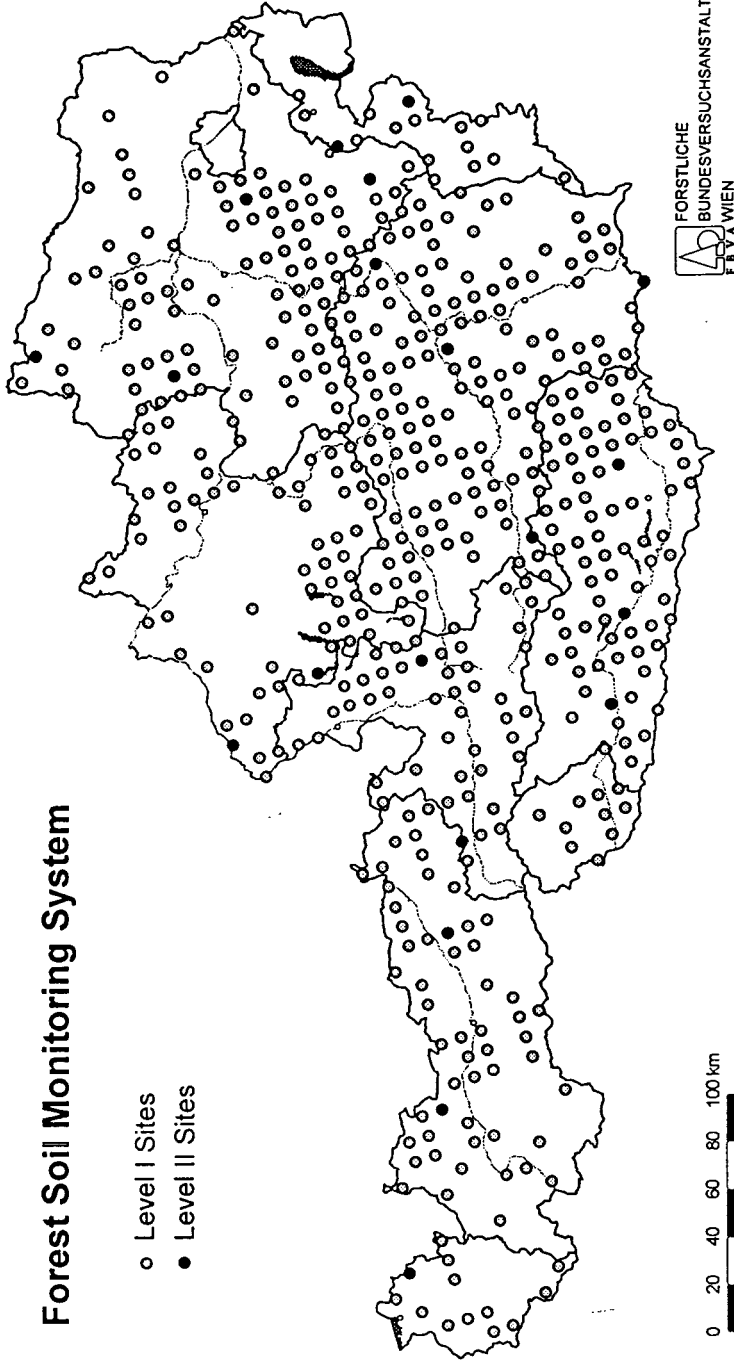 Forest Soil Monitoring System
Level I Sites
Level II Sites
0 20 40 60 80 100 km
FORSTLICHE
BUNDESVERSUCHSANSTALT
WIEN
F B V A